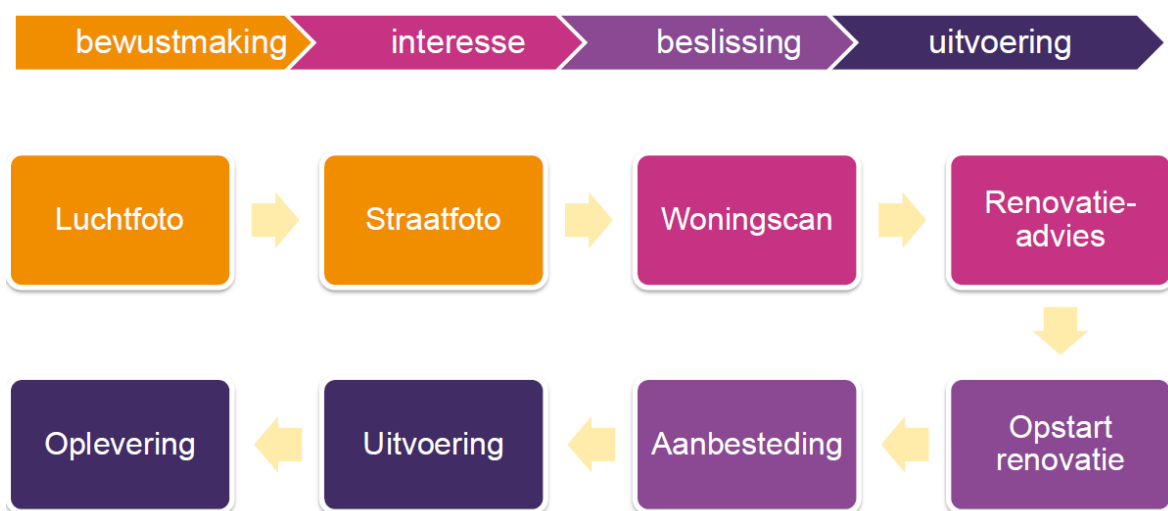 bewustmaking interesse beslissing uitvoering
Luchtfoto
Straatfoto
Woningscan
Renovatie-
advies
Opstart
renovatie
Aanbesteding
Uitvoering
Oplevering